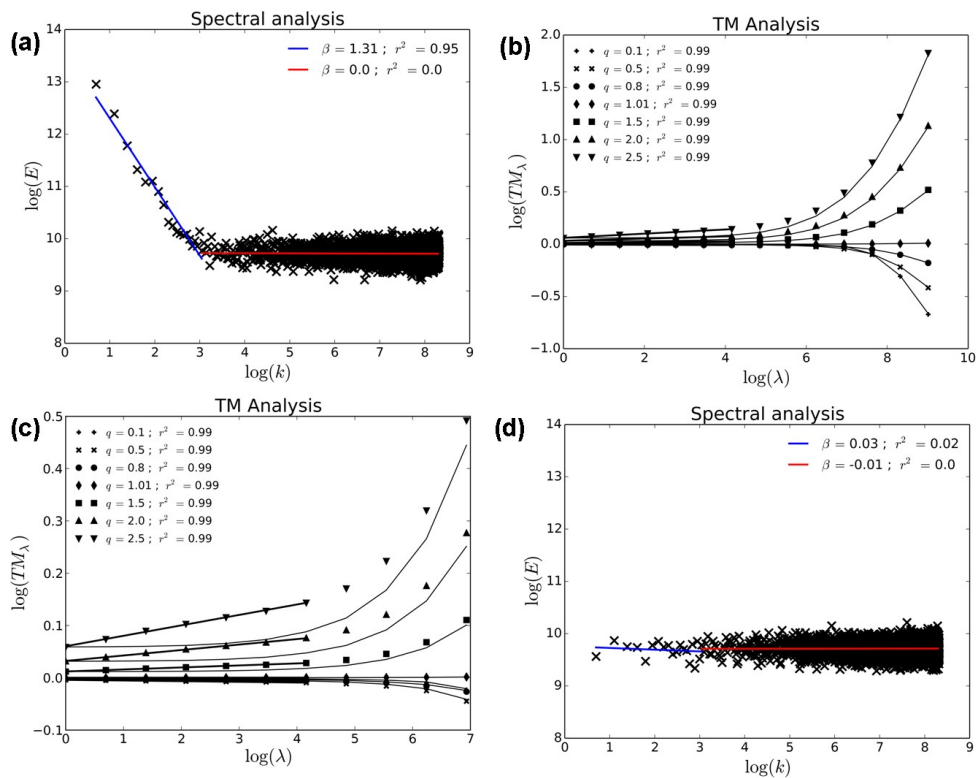 (a)
Spectral analysis
β = 1.31 ; r² = 0.95
β = 0.0 ; r² = 0.0
log(E)
14
13
12
11
10
9
8
0 1 2 3 4 5 6 7 8 9
log(k)
(b)
TM Analysis
q = 0.1 ; r² = 0.99
q = 0.5 ; r² = 0.99
q = 0.8 ; r² = 0.99
q = 1.01 ; r² = 0.99
q = 1.5 ; r² = 0.99
q = 2.0 ; r² = 0.99
q = 2.5 ; r² = 0.99
log(TM_λ)
2.0
1.5
1.0
0.5
0.0
−0.5
−1.0
0 2 4 6 8 10
log(λ)
(c)
TM Analysis
q = 0.1 ; r² = 0.99
q = 0.5 ; r² = 0.99
q = 0.8 ; r² = 0.99
q = 1.01 ; r² = 0.99
q = 1.5 ; r² = 0.99
q = 2.0 ; r² = 0.99
q = 2.5 ; r² = 0.99
log(TM_λ)
0.5
0.4
0.3
0.2
0.1
0.0
−0.1
0 1 2 3 4 5 6 7
log(λ)
(d)
Spectral analysis
β = 0.03 ; r² = 0.02
β = -0.01 ; r² = 0.0
log(E)
14
13
12
11
10
9
8
0 1 2 3 4 5 6 7 8 9
log(k)